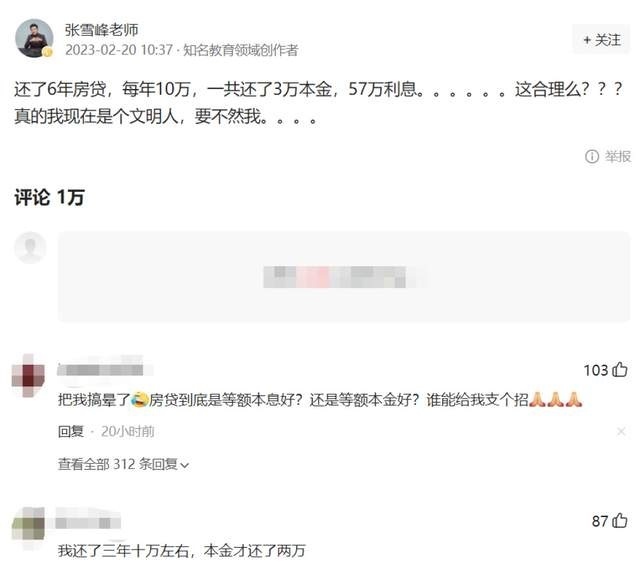 张雪峰老师
2023-02-20 10:37 · 知名教育领域创作者
+ 关注
还了6年房贷，每年10万，一共还了3万本金，57万利息。。。。。。这合理么？？？
真的我现在是个文明人，要不然我。。。。
举报
评论 1万
103
把我搞晕了🤣房贷到底是等额本息好？还是等额本金好？谁能给我支个招🙏🙏🙏
回复 · 20小时前
查看全部 312 条回复
87
我还了三年十万左右，本金才还了两万